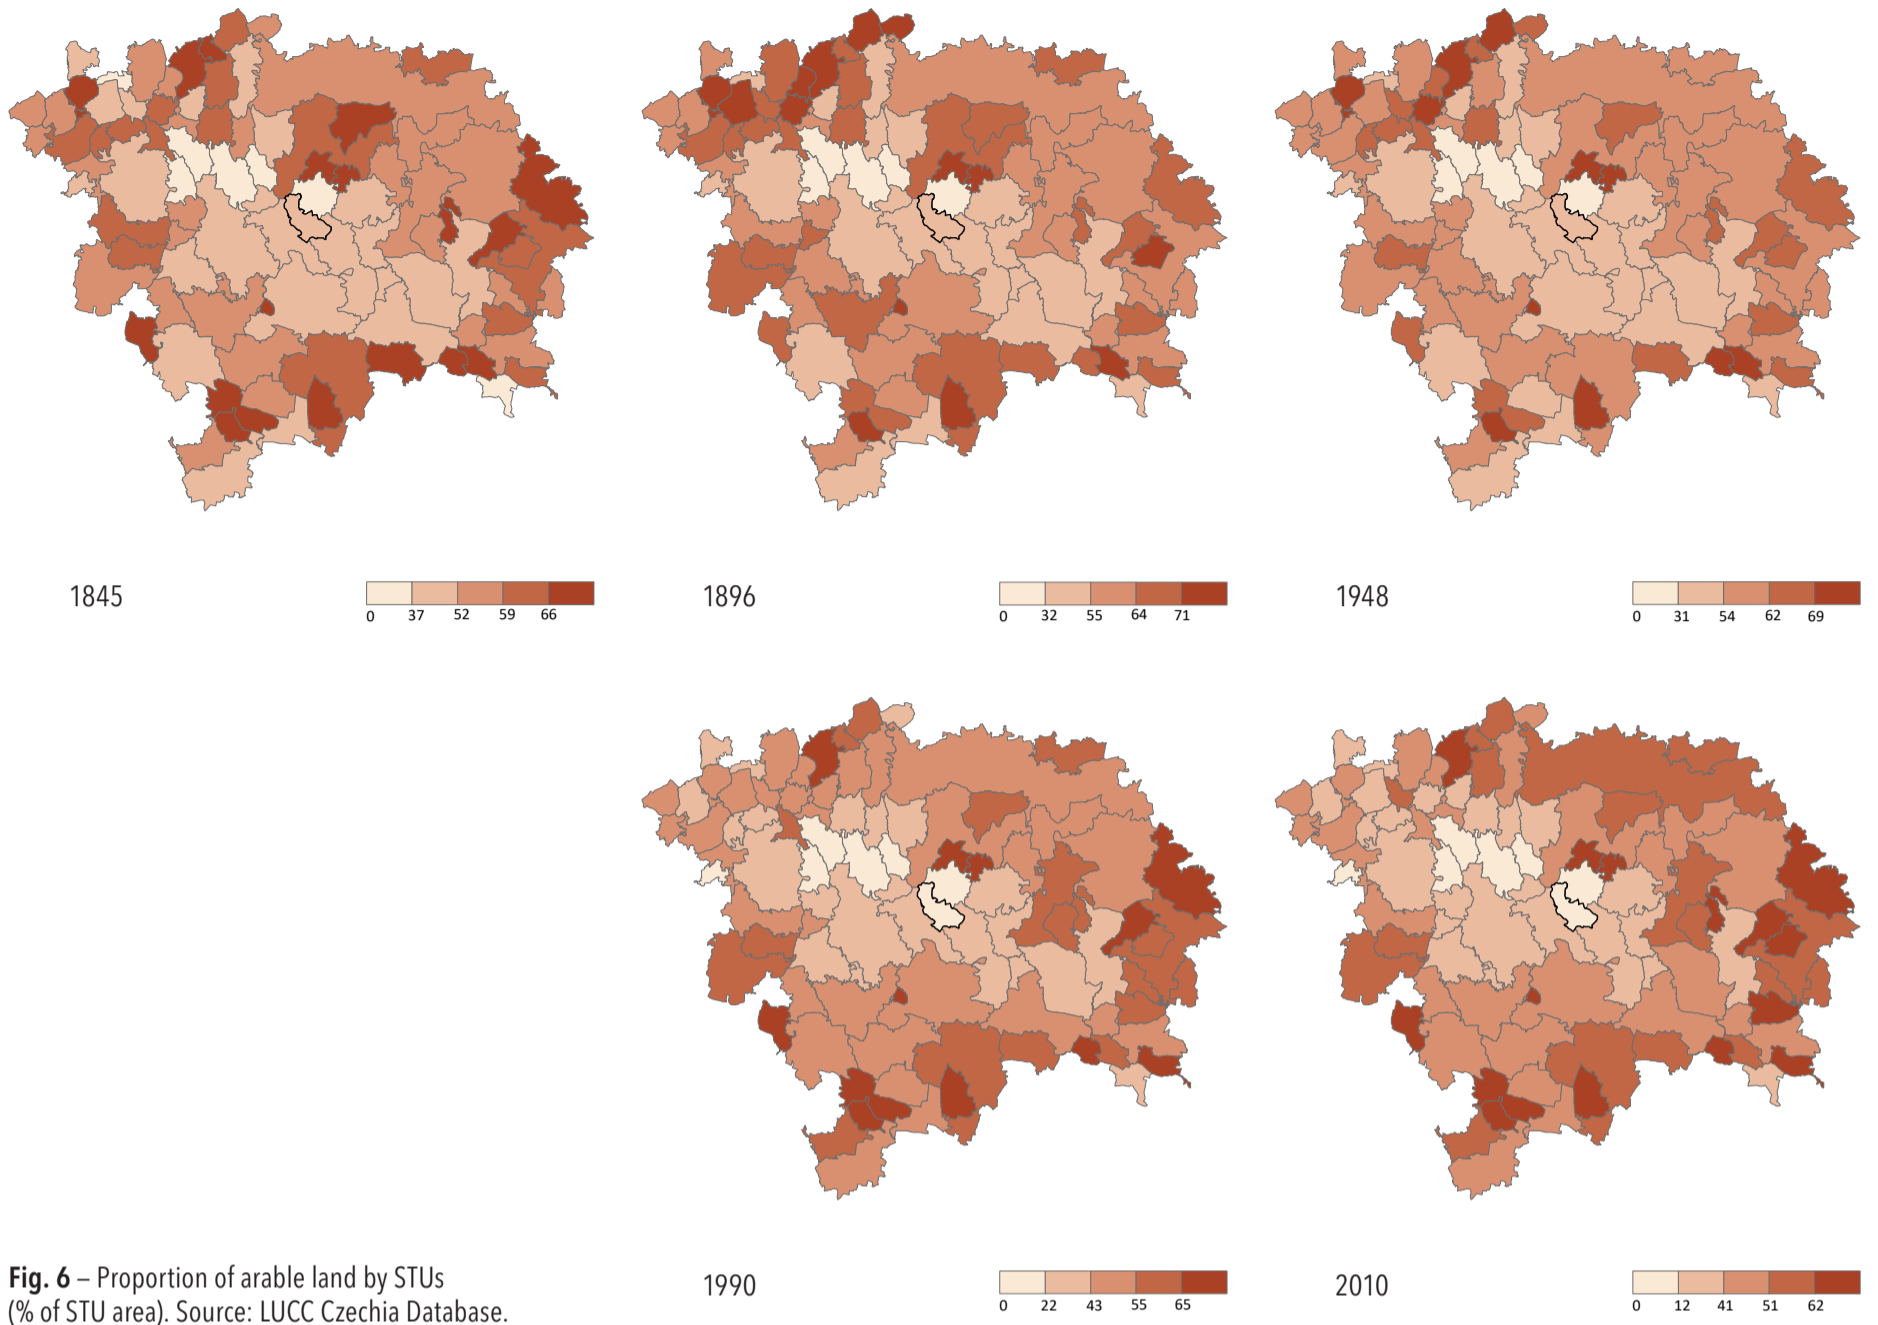 1845
0 37 52 59 66
1896
0 32 55 64 71
1948
0 31 54 62 69
Fig. 6 – Proportion of arable land by STUs
(% of STU area). Source: LUCC Czechia Database.
1990
0 22 43 55 65
2010
0 12 41 51 62